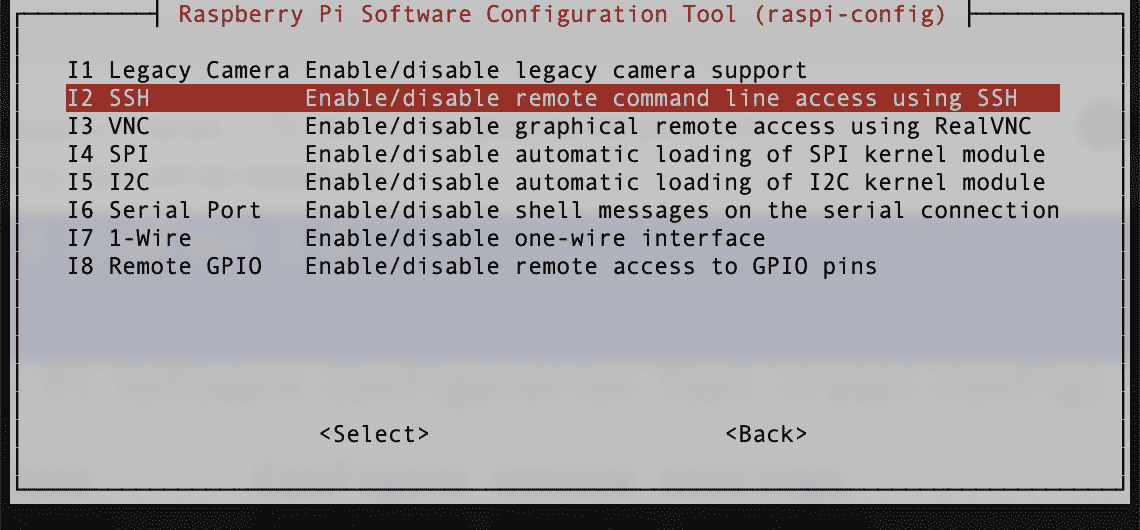 Raspberry Pi Software Configuration Tool (raspi-config)
I1 Legacy Camera Enable/disable legacy camera support
I2 SSH Enable/disable remote command line access using SSH
I3 VNC Enable/disable graphical remote access using RealVNC
I4 SPI Enable/disable automatic loading of SPI kernel module
I5 I2C Enable/disable automatic loading of I2C kernel module
I6 Serial Port Enable/disable shell messages on the serial connection
I7 1-Wire Enable/disable one-wire interface
I8 Remote GPIO Enable/disable remote access to GPIO pins
<Select> <Back>